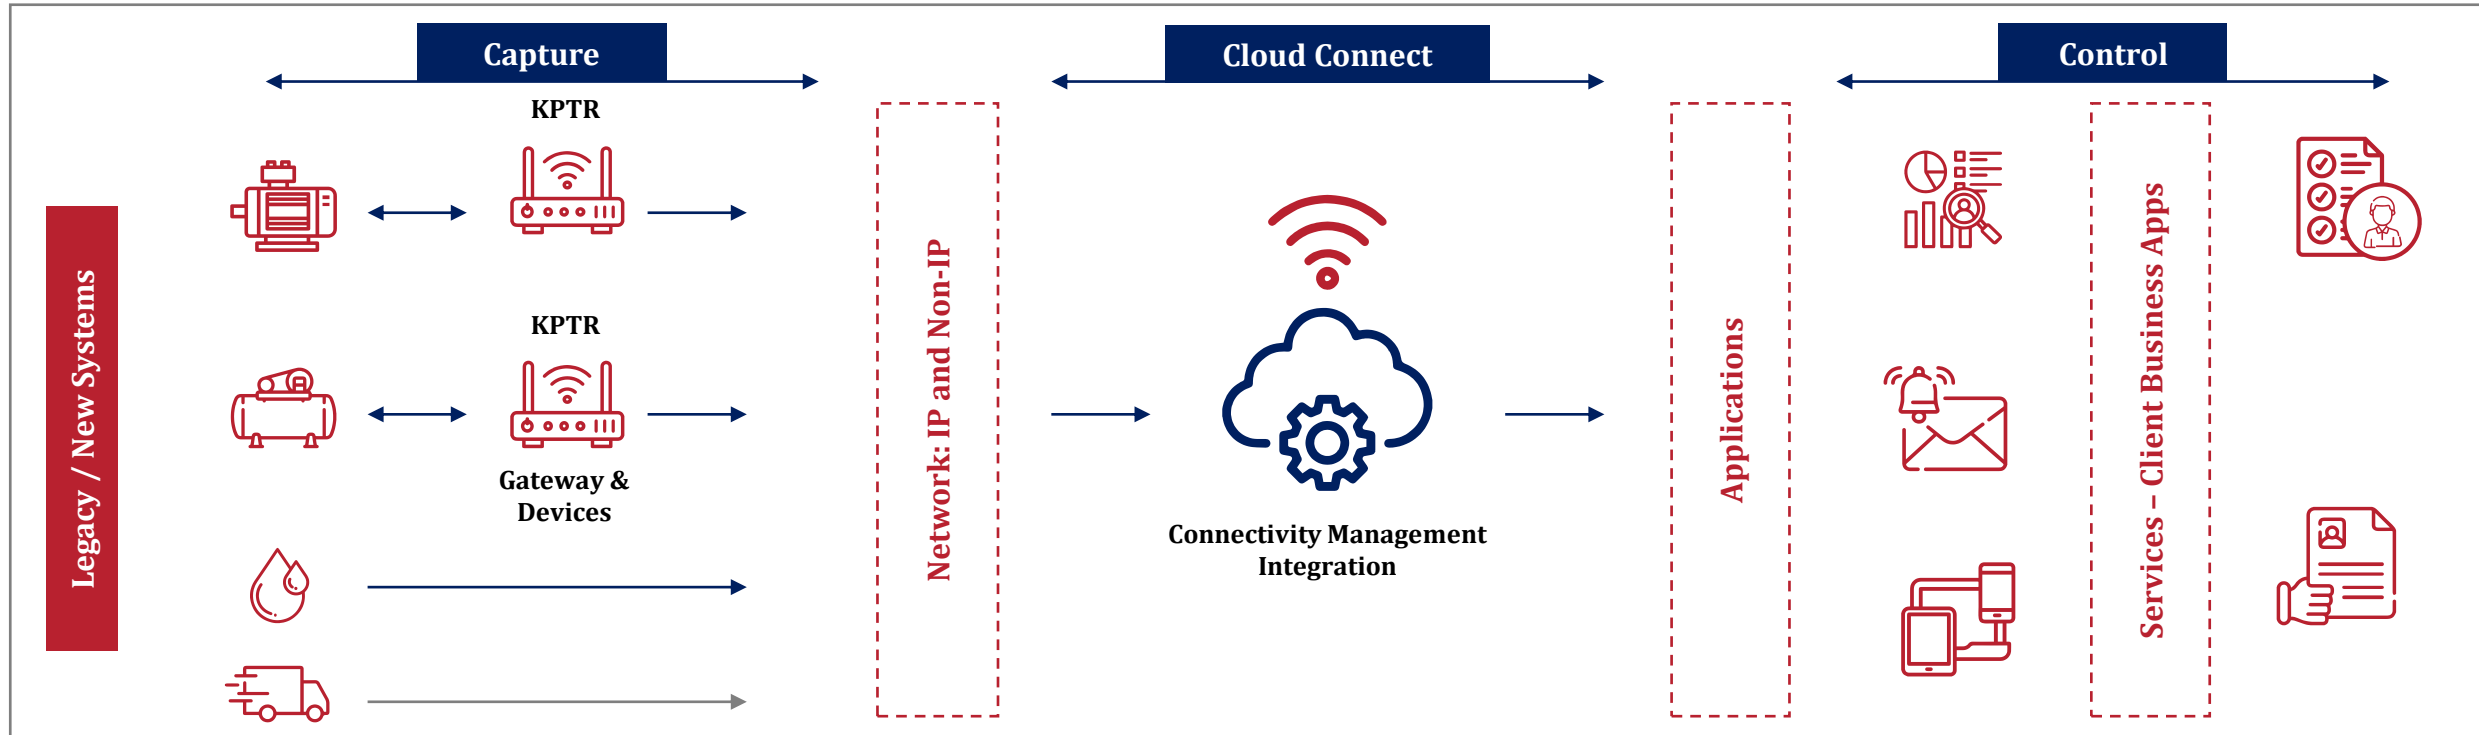 Capture
Cloud Connect
Control
Legacy / New Systems
KPTR
KPTR
Gateway &
Devices
Network: IP and Non-IP
Connectivity Management
Integration
Applications
Services – Client Business Apps